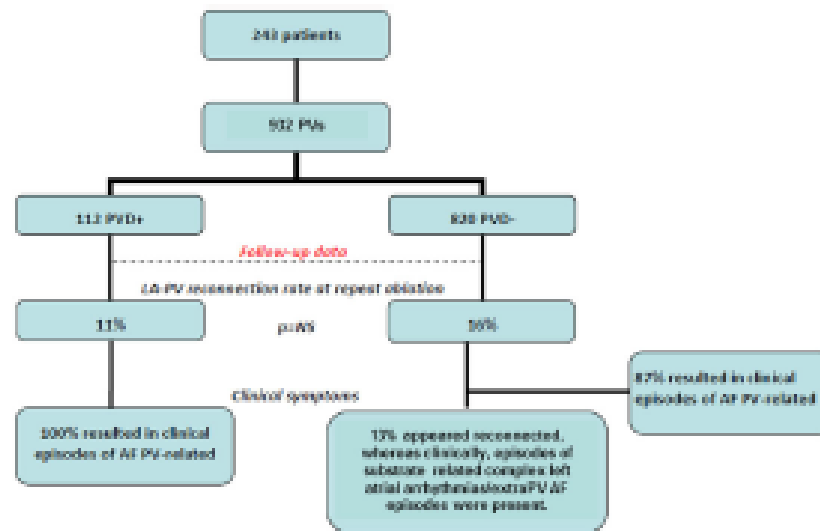 243 patients
932 PVs
112 PVD+
820 PVD-
Follow-up data
LA-PV reconnection rate at repeat ablation
11%
p=NS
16%
87% resulted in clinical
episodes of AF PV-related
Clinical symptoms
100% resulted in clinical
episodes of AF PV-related
13% appeared reconnected,
whereas clinically, episodes of
substrate related complex left
atrial arrhythmias/extraPV AF
episodes were present.